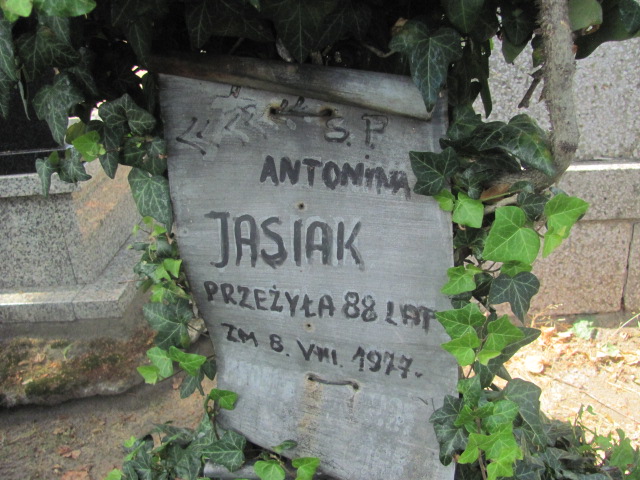 Ś.P.
ANTONINA
JASIAK
PRZEŻYŁA 88 LAT
ZM 8. VIII. 1977.